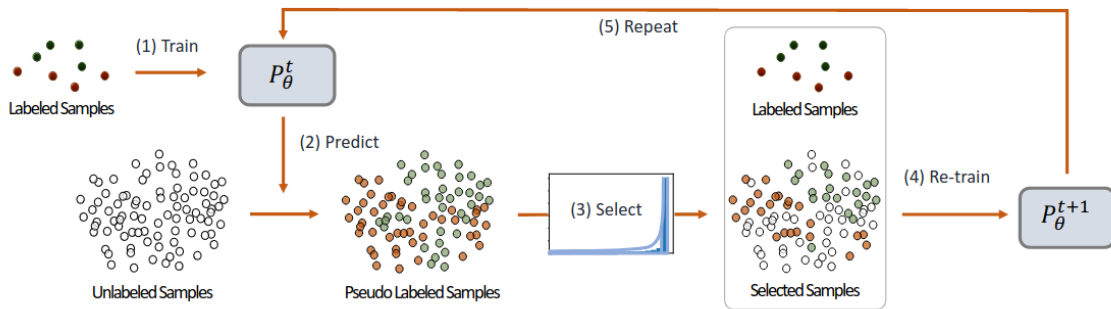 (5) Repeat
(1) Train
P_θ^t
Labeled Samples
Labeled Samples
(2) Predict
(3) Select
(4) Re-train
P_θ^{t+1}
Unlabeled Samples
Pseudo Labeled Samples
Selected Samples